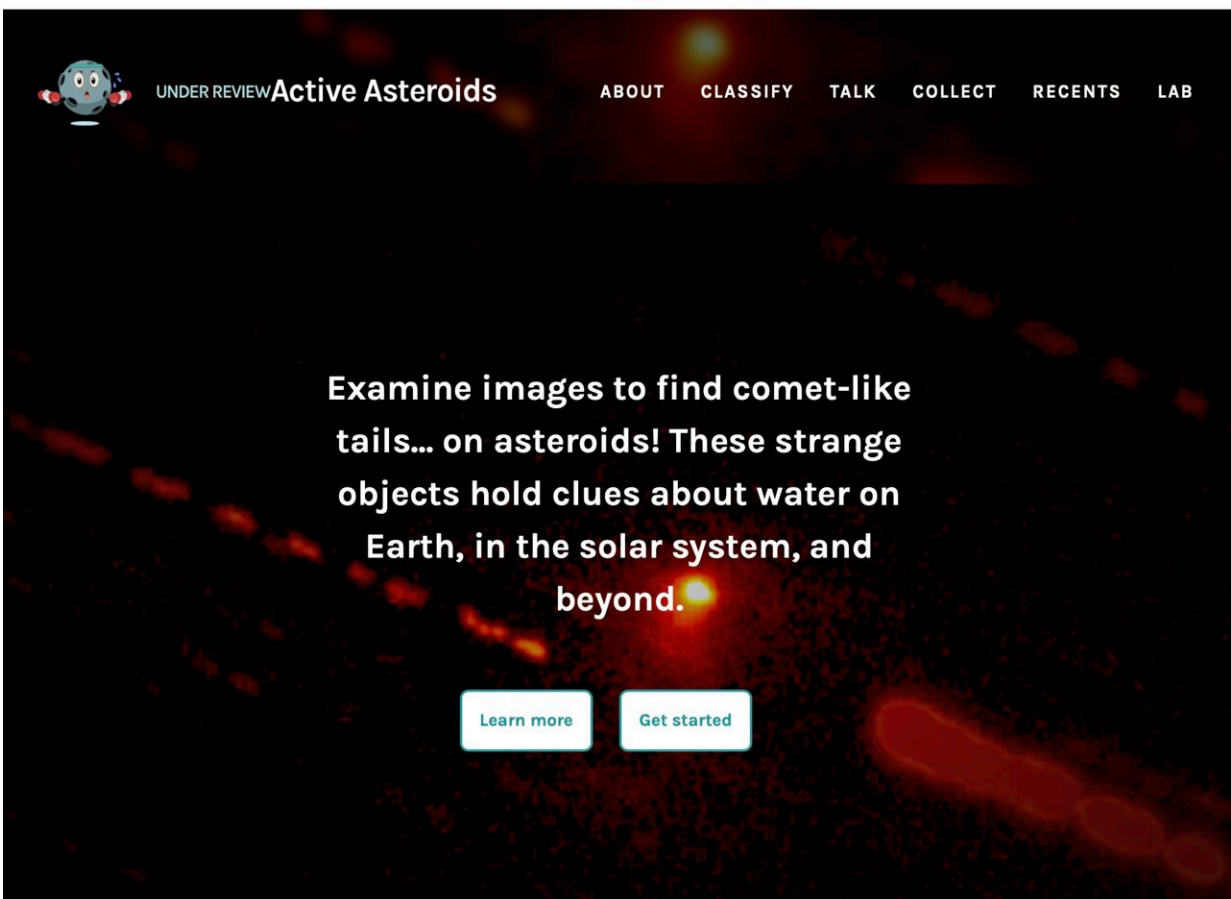 UNDER REVIEW Active Asteroids
ABOUT CLASSIFY TALK COLLECT RECENTS LAB
Examine images to find comet-like
tails... on asteroids! These strange
objects hold clues about water on
Earth, in the solar system, and
beyond.
Learn more
Get started